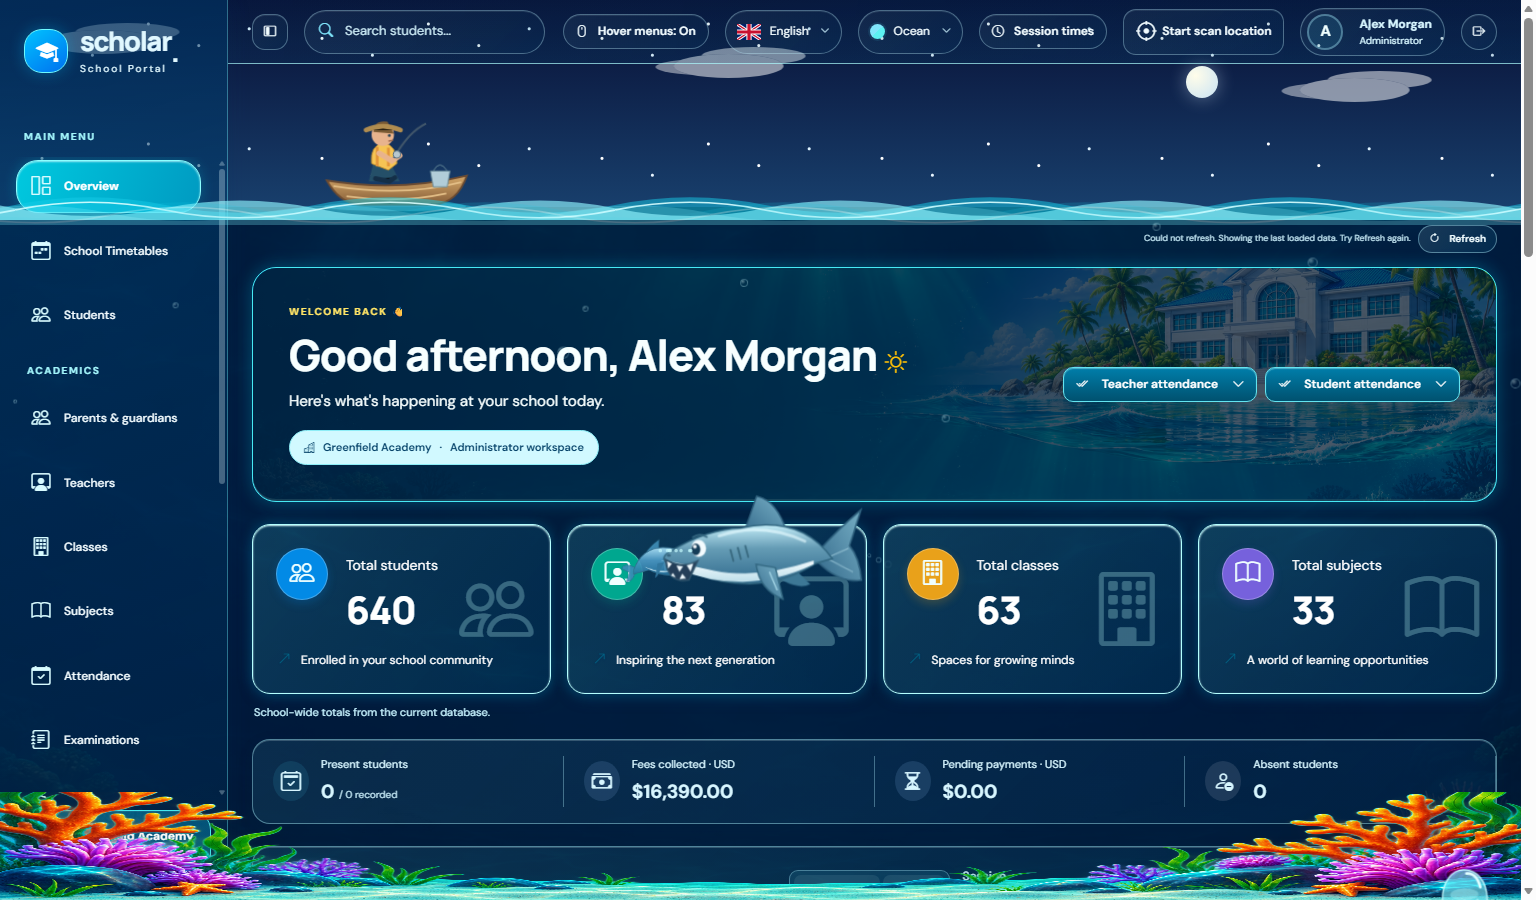 scholar
School Portal
Search students...
Hover menus: On
English
Ocean
Session times
Start scan location
A
Alex Morgan
Administrator
MAIN MENU
Overview
School Timetables
Students
ACADEMICS
Parents & guardians
Teachers
Classes
Subjects
Attendance
Examinations
Academy
Could not refresh. Showing the last loaded data. Try Refresh again.
Refresh
WELCOME BACK
Good afternoon, Alex Morgan
Here's what's happening at your school today.
Greenfield Academy · Administrator workspace
Teacher attendance
Student attendance
Total students
640
Enrolled in your school community
83
Inspiring the next generation
Total classes
63
Spaces for growing minds
Total subjects
33
A world of learning opportunities
School-wide totals from the current database.
Present students
0 / 0 recorded
Fees collected · USD
$16,390.00
Pending payments · USD
$0.00
Absent students
0